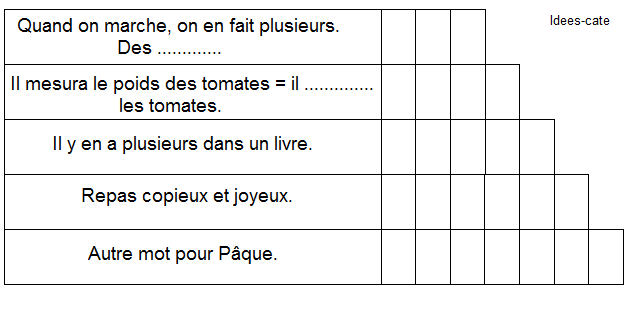 Quand on marche, on en fait plusieurs.
Idees-cate
Des .............
Il mesura le poids des tomates = il ..............
les tomates.
Il y en a plusieurs dans un livre.
Repas copieux et joyeux.
Autre mot pour Pâque.